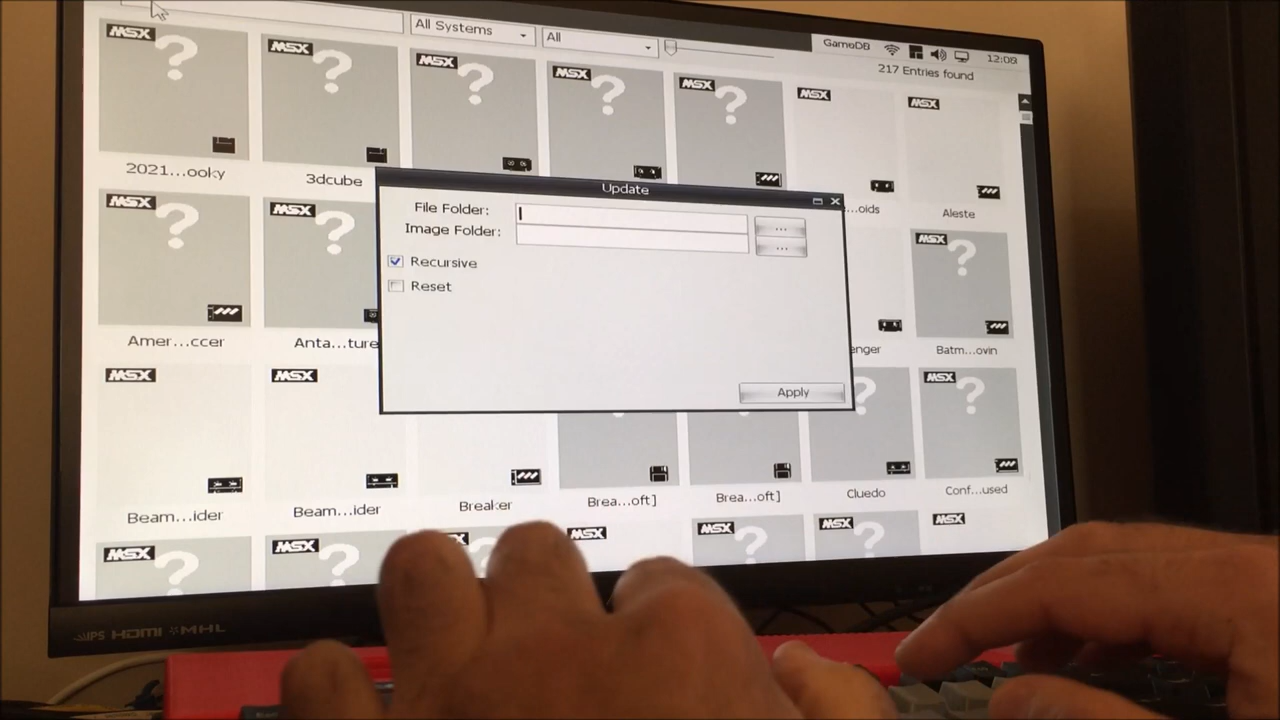 All Systems
All
GameDB
12:08
217 Entries found
MSX
MSX
MSX
MSX
MSX
MSX
MSX
2021...ooky
3dcube
...oids
Aleste
Update
File Folder:
...
Image Folder:
...
Recursive
Reset
Apply
MSX
MSX
MSX
Amer...ccer
Anta...ture
enger
Batm...ovin
MSX
MSX
MSX
Beam...ider
Beam...ider
Breaker
Brea...oft]
Brea...oft]
Cluedo
Conf...used
MSX
MSX
MSX
MSX
MSX
MSX
IPS HDMI MHL